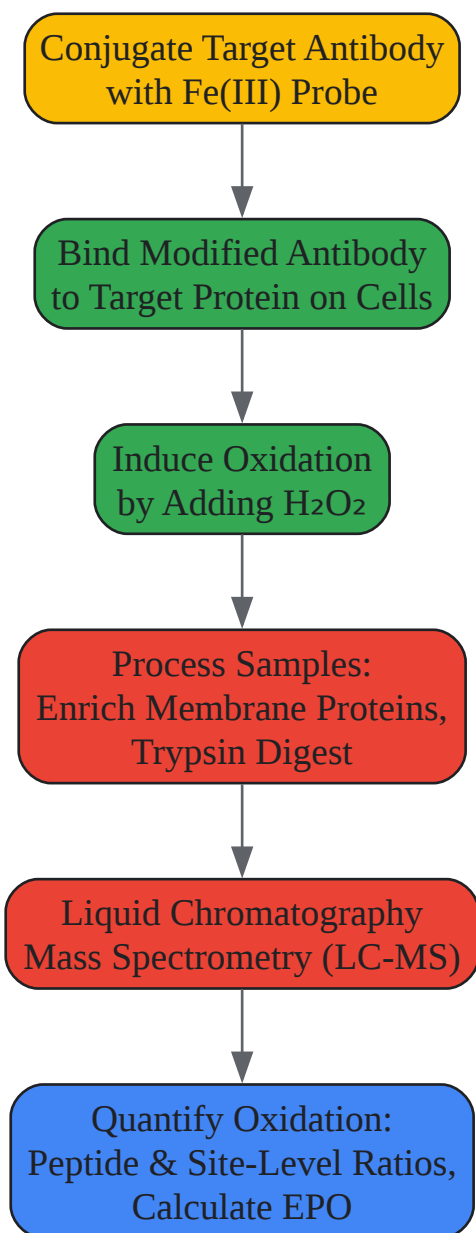 Conjugate Target Antibody
with Fe(III) Probe
Bind Modified Antibody
to Target Protein on Cells
Induce Oxidation
by Adding H₂O₂
Process Samples:
Enrich Membrane Proteins,
Trypsin Digest
Liquid Chromatography
Mass Spectrometry (LC-MS)
Quantify Oxidation:
Peptide & Site-Level Ratios,
Calculate EPO